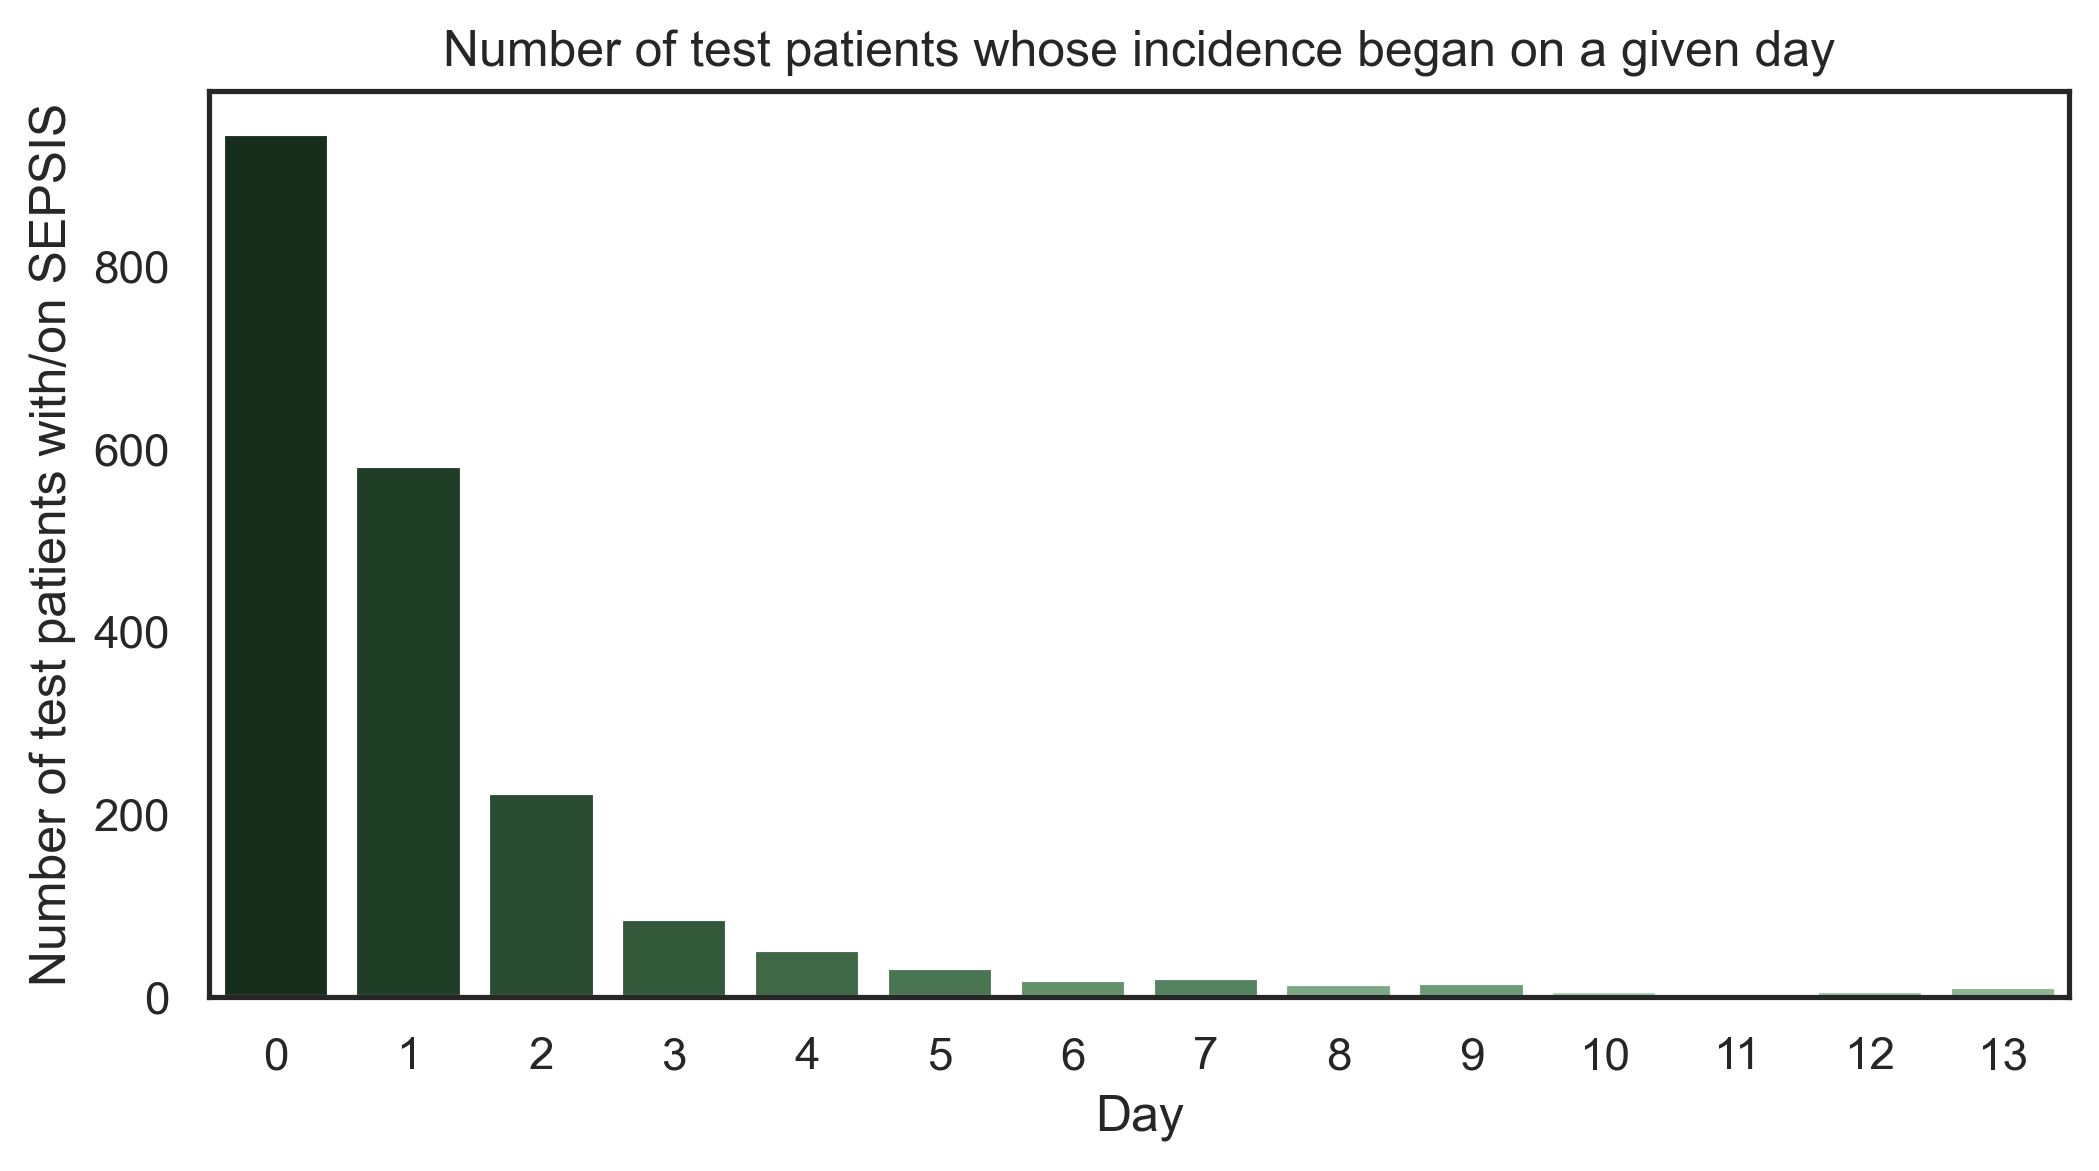 Number of test patients whose incidence began on a given day
Number of test patients with/on SEPSIS
800
600
400
200
0
0 1 2 3 4 5 6 7 8 9 10 11 12 13
Day